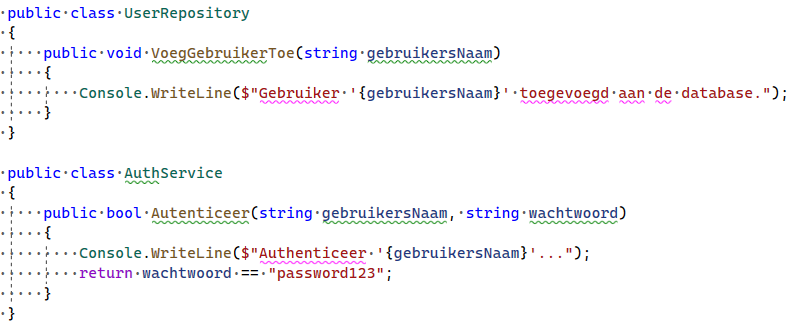 public class UserRepository
{
    public void VoegGebruikerToe(string gebruikersNaam)
    {
        Console.WriteLine($"Gebruiker '{gebruikersNaam}' toegevoegd aan de database.");
    }
}

public class AuthService
{
    public bool Autenticeer(string gebruikersNaam, string wachtwoord)
    {
        Console.WriteLine($"Authenticeer '{gebruikersNaam}'...");
        return wachtwoord == "password123";
    }
}